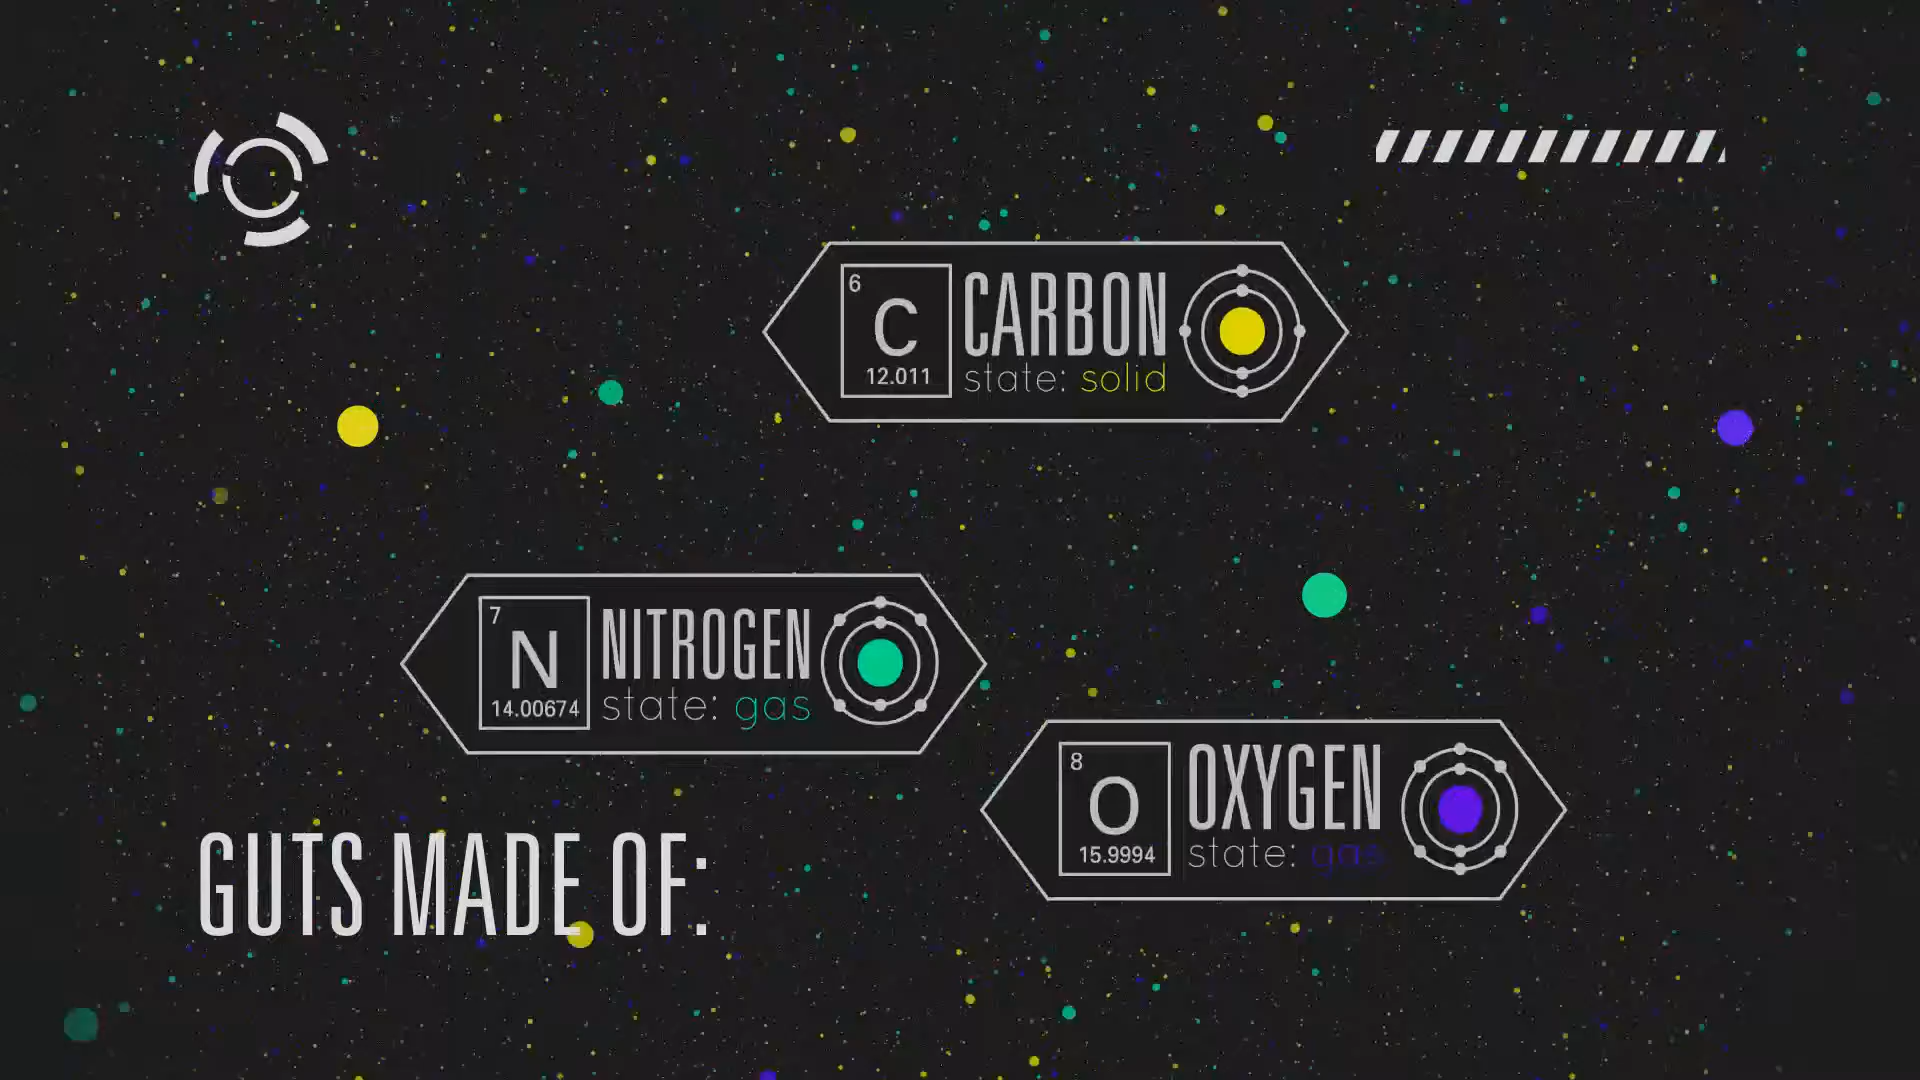 6
C
12.011
CARBON
state: solid
7
N
14.00674
NITROGEN
state: gas
8
O
15.9994
OXYGEN
state: gas
GUTS MADE OF: